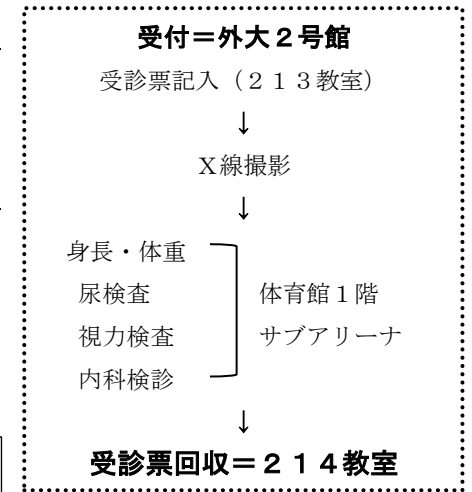 受付＝外大２号館
受診票記入（２１３教室）
↓
Ｘ線撮影
↓
身長・体重
尿検査 体育館１階
視力検査 サブアリーナ
内科検診
↓
受診票回収＝２１４教室